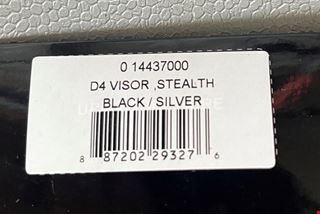 0 14437000
D4 VISOR ,STEALTH
BLACK / SILVER
8 87202 29327 6